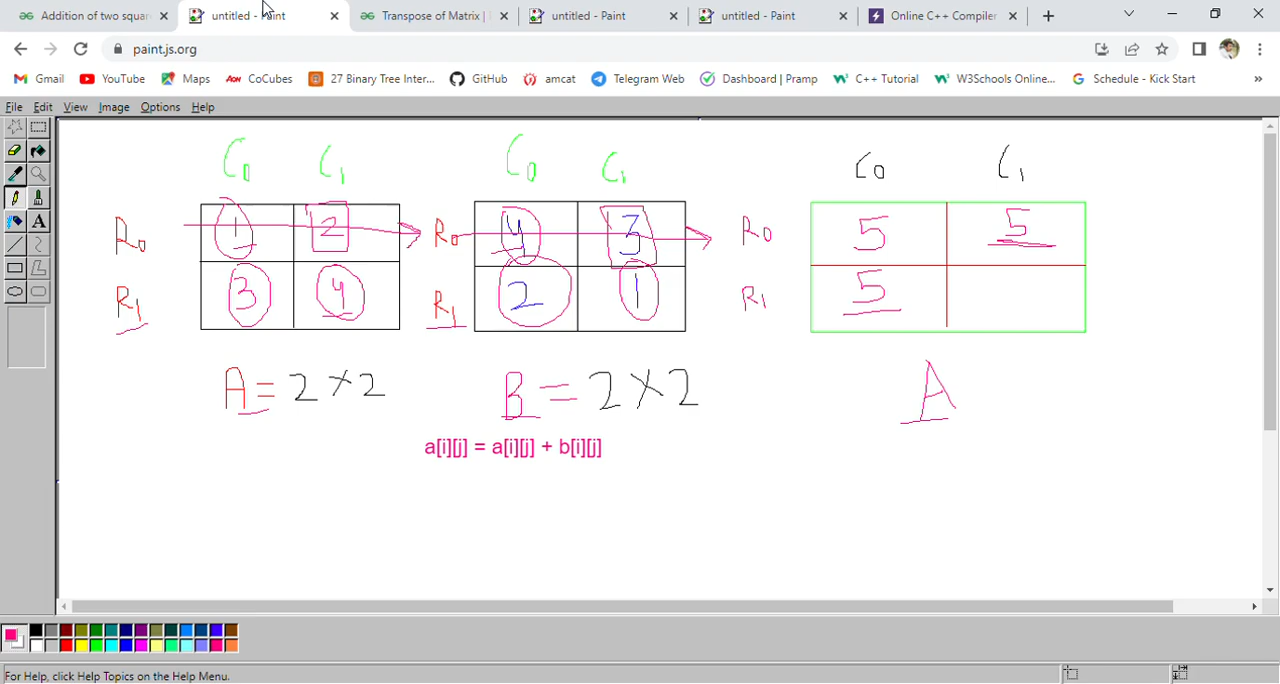 Addition of two square
untitled - Paint
Transpose of Matrix |
untitled - Paint
untitled - Paint
Online C++ Compiler
paint.js.org
Gmail YouTube Maps CoCubes 27 Binary Tree Inter... GitHub amcat Telegram Web Dashboard | Pramp C++ Tutorial W3Schools Online... Schedule - Kick Start »
File Edit View Image Options Help
C0 C1 C0 C1 C0 C1
R0 1 2 R0 4 3 R0 5 5
R1 3 4 R1 2 1 R1 5
A = 2 × 2 B = 2 × 2 A
a[i][j] = a[i][j] + b[i][j]
For Help, click Help Topics on the Help Menu.